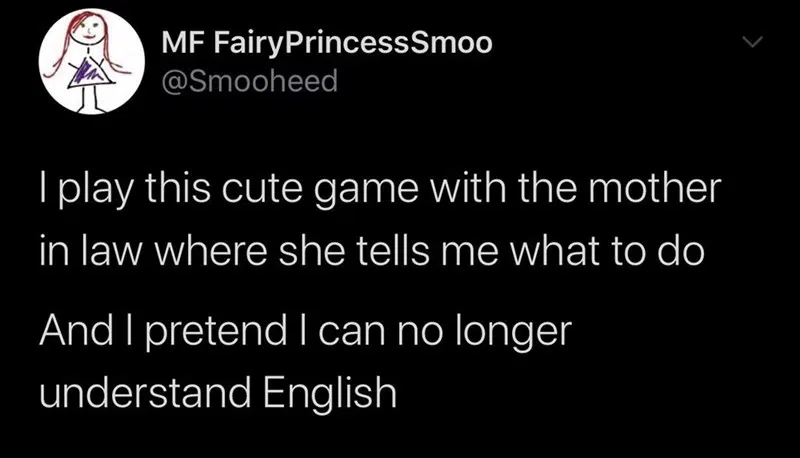 MF FairyPrincessSmoo
@Smooheed
I play this cute game with the mother
in law where she tells me what to do
And I pretend I can no longer
understand English